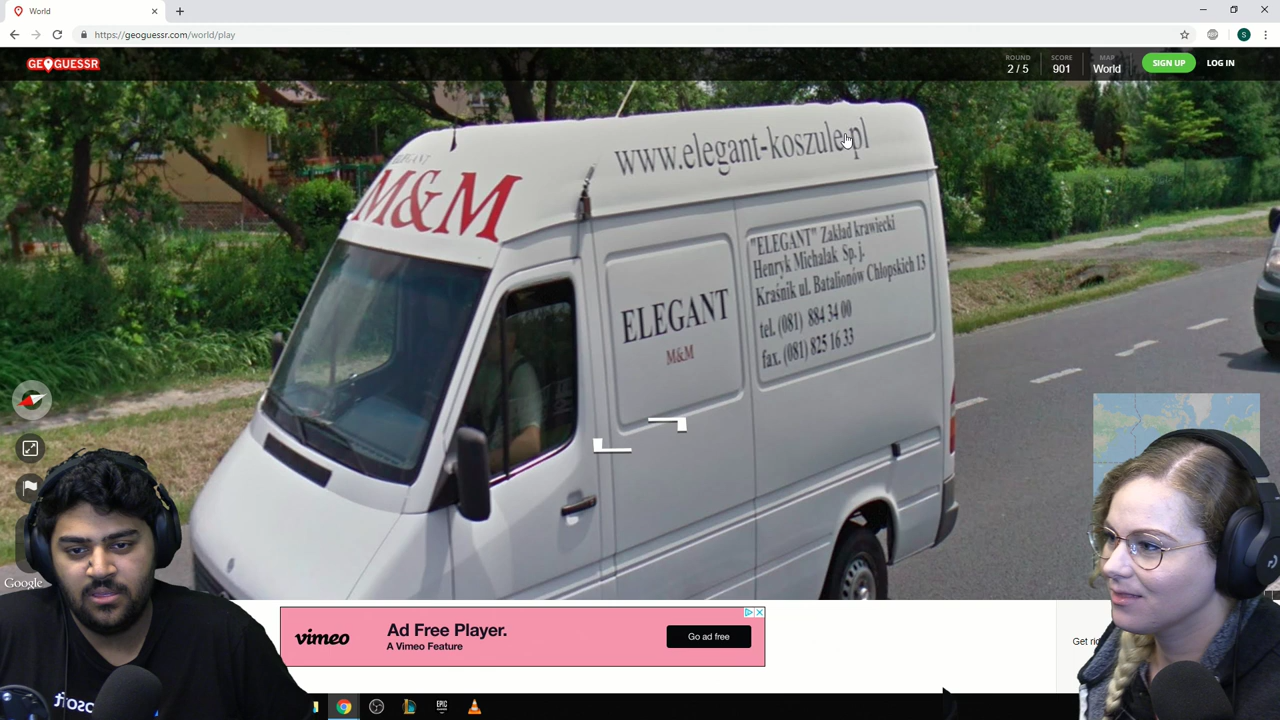 World
https://geoguessr.com/world/play
GEOGUESSR
ROUND
2 / 5
SCORE
901
MAP
World
SIGN UP
LOG IN
M&M
www.elegant-koszule.pl
"ELEGANT" Zakład krawiecki
Henryk Michalak Sp. j.
Kraśnik ul. Batalionów Chłopskich 13
tel. (081) 884 34 00
fax. (081) 825 16 33
ELEGANT
M&M
Google
vimeo
Ad Free Player.
A Vimeo Feature
Go ad free
EPIC